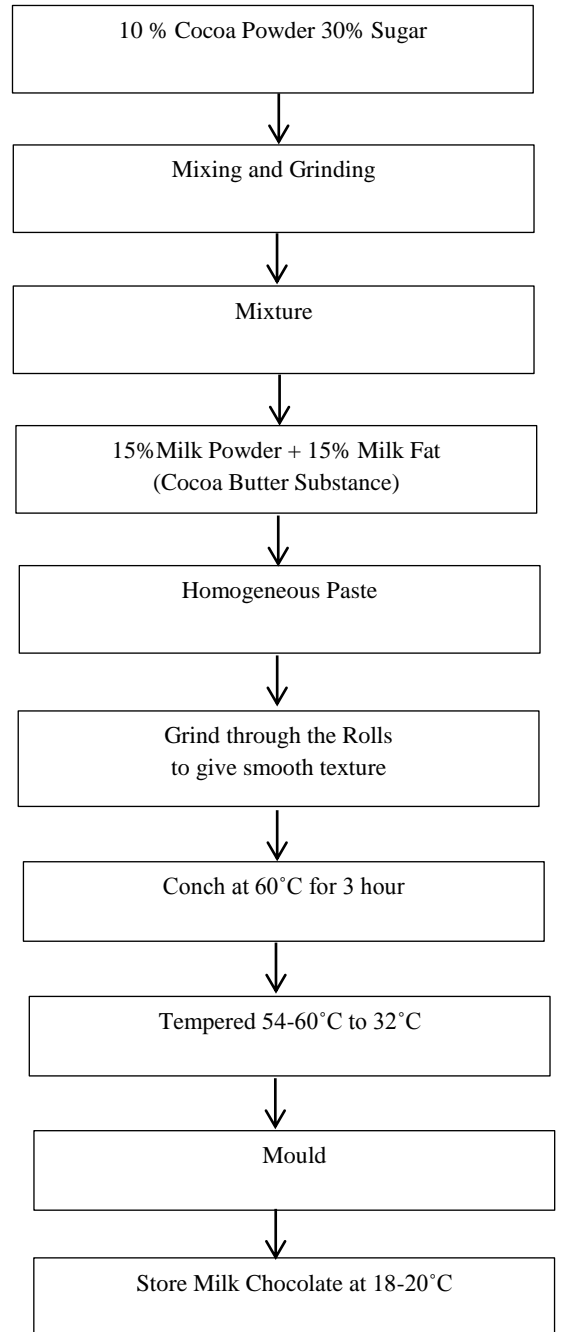 10 % Cocoa Powder 30% Sugar
Mixing and Grinding
Mixture
15%Milk Powder + 15% Milk Fat
(Cocoa Butter Substance)
Homogeneous Paste
Grind through the Rolls
to give smooth texture
Conch at 60˚C for 3 hour
Tempered 54-60˚C to 32˚C
Mould
Store Milk Chocolate at 18-20˚C